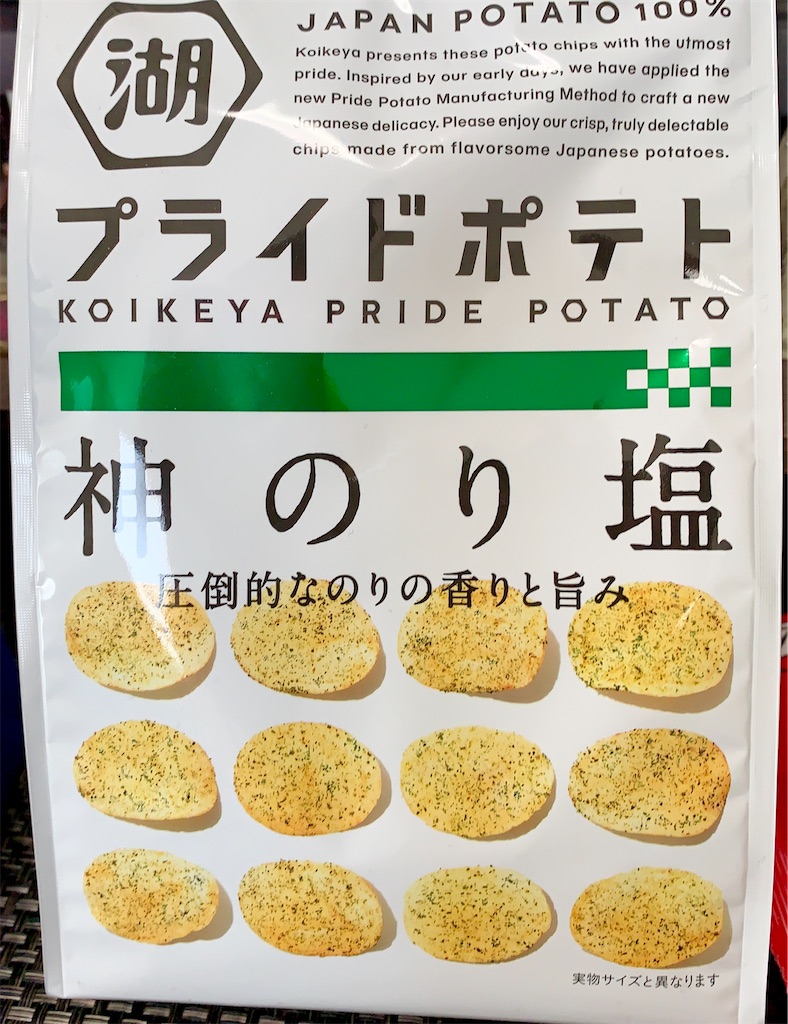 湖
JAPAN POTATO 100%
Koikeya presents these potato chips with the utmost
pride. Inspired by our early days, we have applied the
new Pride Potato Manufacturing Method to craft a new
Japanese delicacy. Please enjoy our crisp, truly delectable
chips made from flavorsome Japanese potatoes.
プライドポテト
KOIKEYA PRIDE POTATO
神のり塩
圧倒的なのりの香りと旨み
実物サイズと異なります